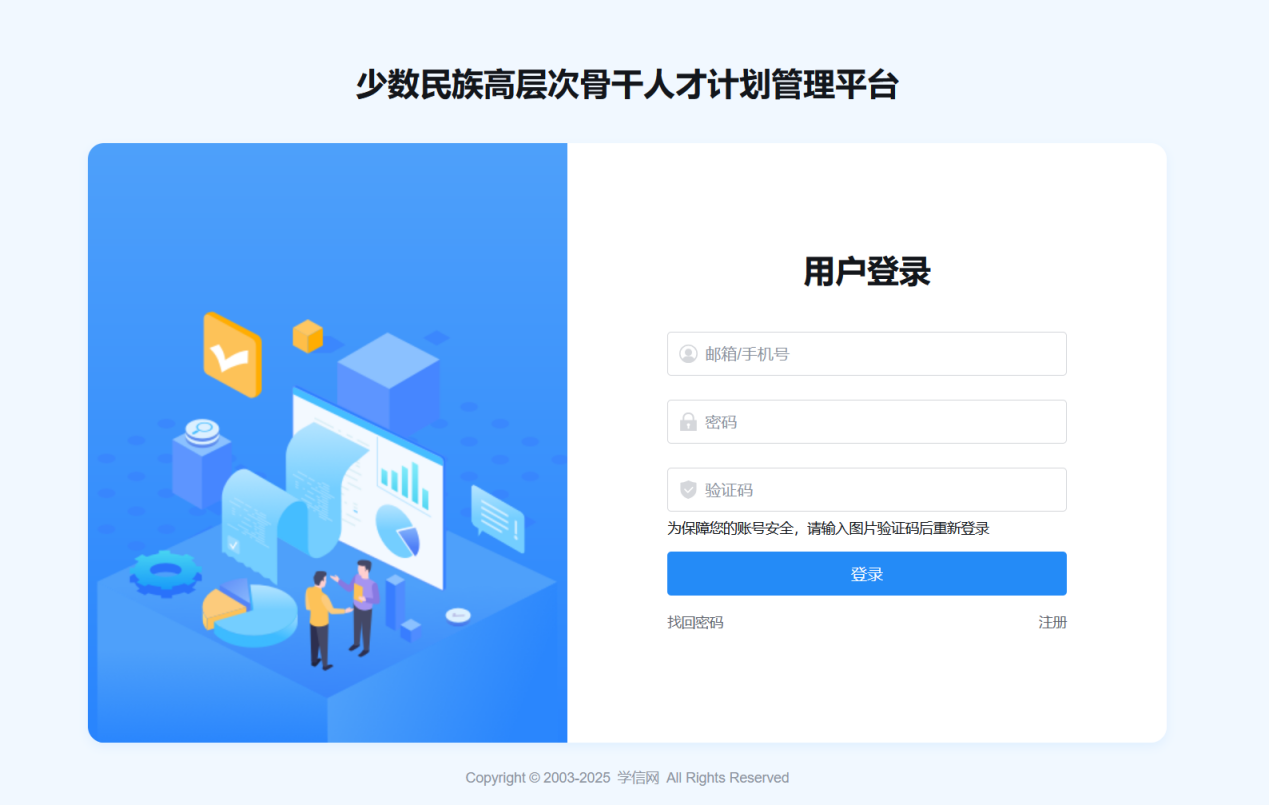 少数民族高层次骨干人才计划管理平台
用户登录
邮箱/手机号
密码
验证码
为保障您的账号安全，请输入图片验证码后重新登录
登录
找回密码 注册
Copyright © 2003-2025 学信网 All Rights Reserved